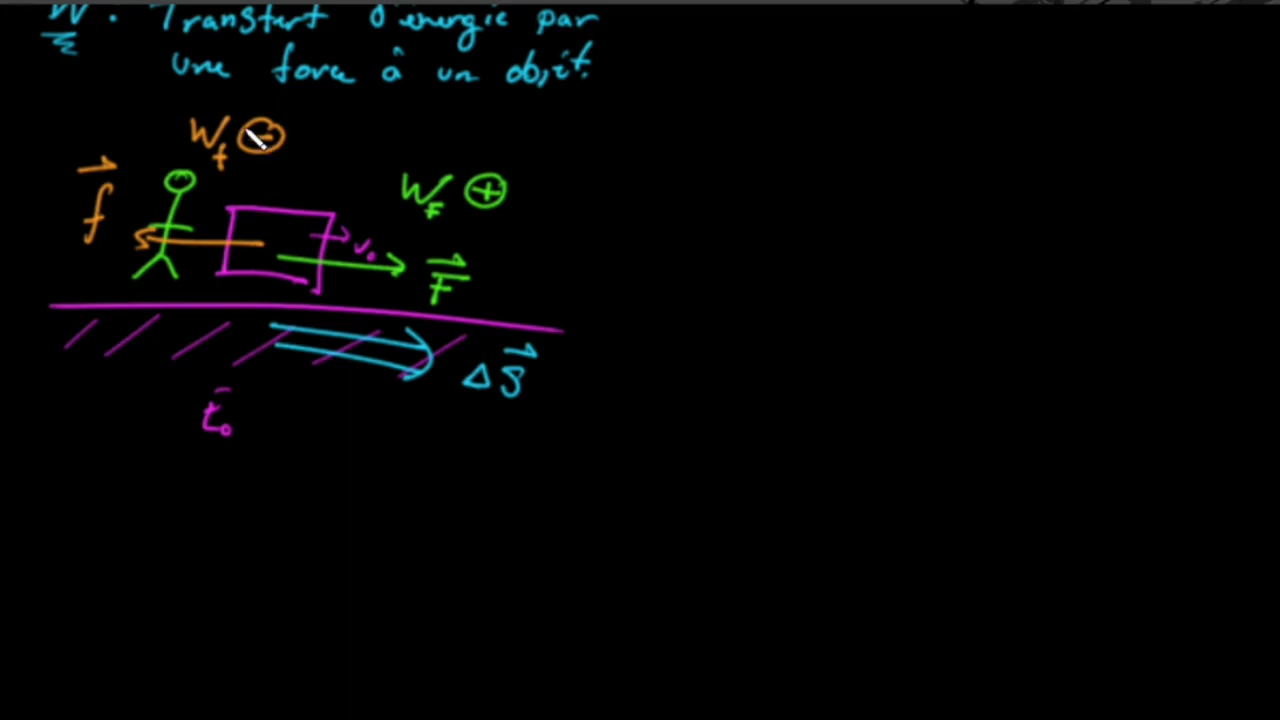 W : Transfert d'énergie par
une force à un objet.
W_f ⊖
f⃗
W_F ⊕
v₀
F⃗
Δs⃗
t₀